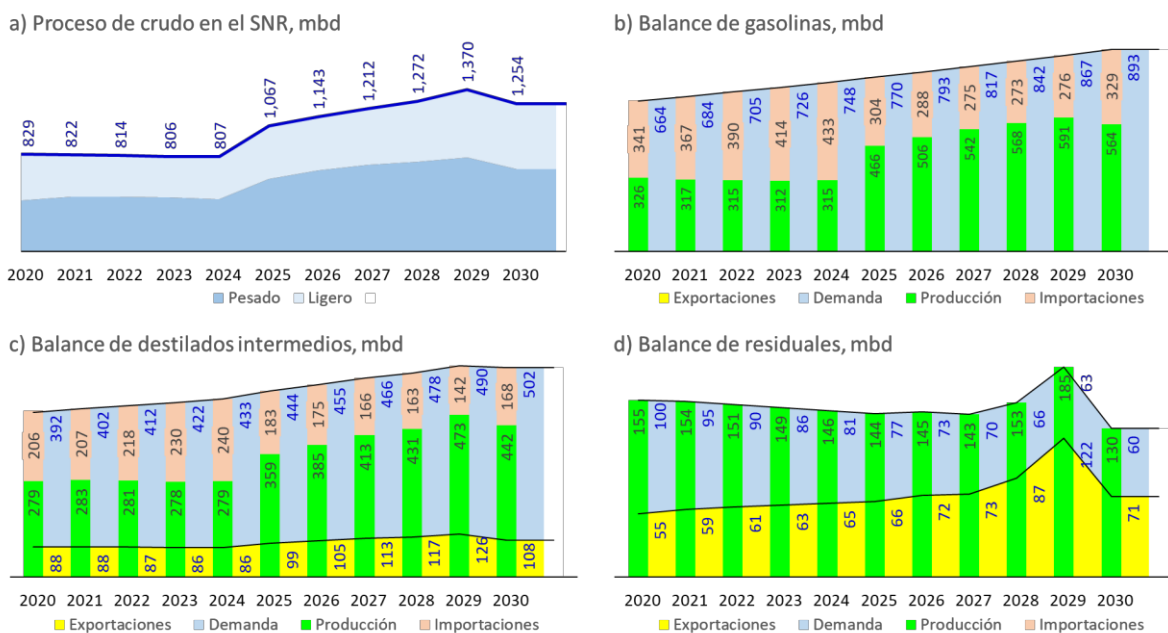 a) Proceso de crudo en el SNR, mbd
829 822 814 806 807 1,067 1,143 1,212 1,272 1,370 1,254
2020 2021 2022 2023 2024 2025 2026 2027 2028 2029 2030
Pesado Ligero
b) Balance de gasolinas, mbd
341 367 390 414 433 304 288 275 273 276 329
664 684 705 726 748 770 793 817 842 867 893
326 317 315 312 315 466 506 542 568 591 564
2020 2021 2022 2023 2024 2025 2026 2027 2028 2029 2030
Exportaciones Demanda Producción Importaciones
c) Balance de destilados intermedios, mbd
206 207 218 230 240 183 175 166 163 142 168
392 402 412 422 433 444 455 466 478 490 502
279 283 281 278 279 359 385 413 431 473 442
88 88 87 86 86 99 105 113 117 126 108
2020 2021 2022 2023 2024 2025 2026 2027 2028 2029 2030
Exportaciones Demanda Producción Importaciones
d) Balance de residuales, mbd
155 154 151 149 146 144 145 143 153 185 130
100 95 90 86 81 77 73 70 66 63 60
55 59 61 63 65 66 72 73 87 122 71
2020 2021 2022 2023 2024 2025 2026 2027 2028 2029 2030
Exportaciones Demanda Producción Importaciones